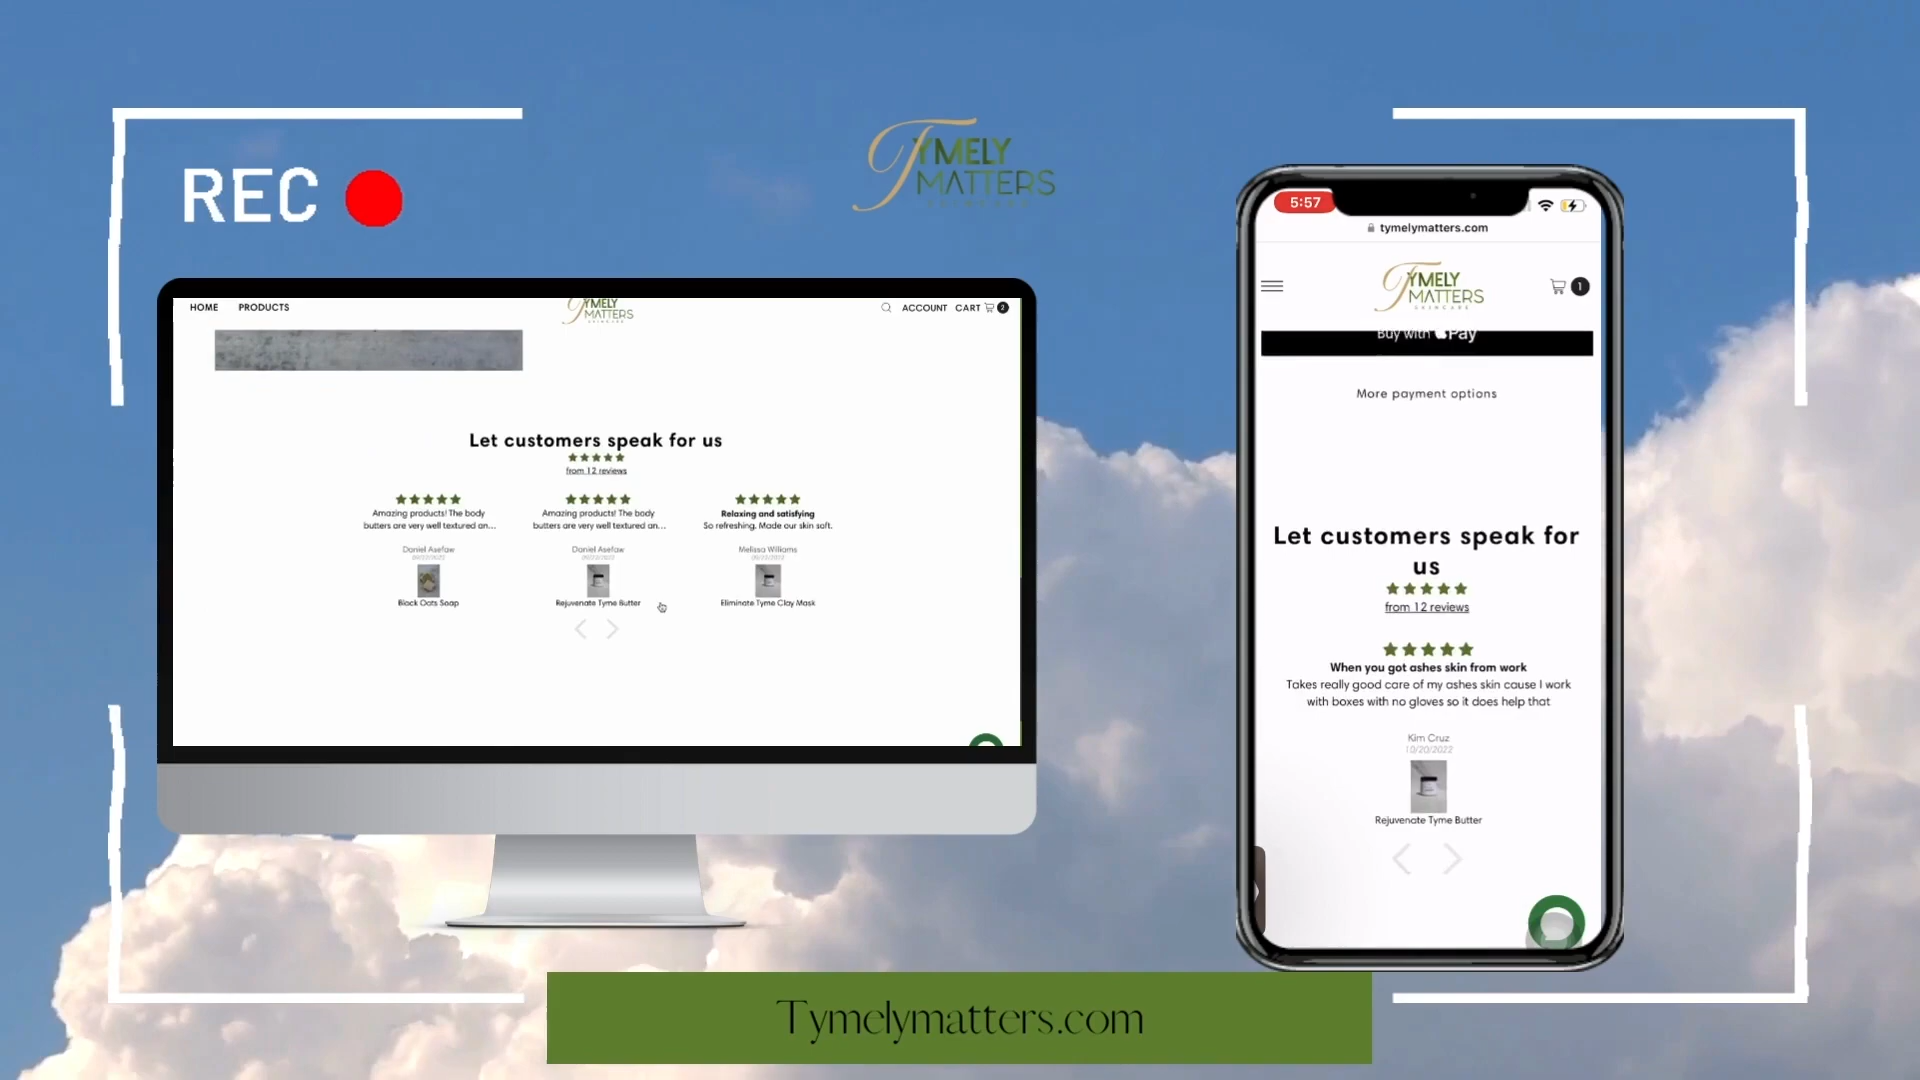 REC
TYMELY
MATTERS
HOME PRODUCTS
TYMELY
MATTERS
ACCOUNT CART 2
Let customers speak for us
from 12 reviews
Amazing products! The body
butters are very well textured an...
Daniel Asefaw
Black Oats Soap
Amazing products! The body
butters are very well textured an...
Daniel Asefaw
Rejuvenate Tyme Butter
Relaxing and satisfying
So refreshing. Made our skin soft.
Melissa Williams
Eliminate Tyme Clay Mask
5:57
tymelymatters.com
TYMELY
MATTERS
SKINCARE
1
Buy with Pay
More payment options
Let customers speak for
us
from 12 reviews
When you got ashes skin from work
Takes really good care of my ashes skin cause I work
with boxes with no gloves so it does help that
Kim Cruz
10/20/2022
Rejuvenate Tyme Butter
Tymelymatters.com